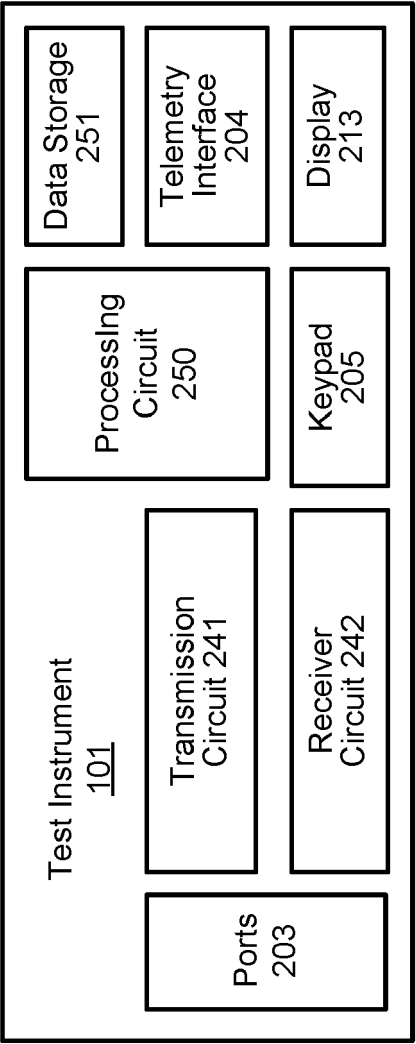 Test Instrument
101
Processing
Circuit
250
Data Storage
251
Ports
203
Transmission
Circuit 241
Telemetry
Interface
204
Receiver
Circuit 242
Keypad
205
Display
213